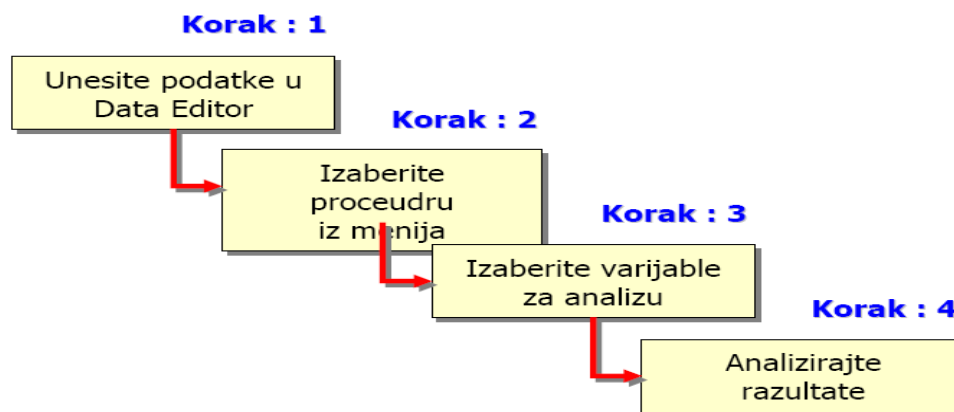 Korak : 1
Unesite podatke u
Data Editor
Korak : 2
Izaberite
proceudru
iz menija
Korak : 3
Izaberite varijable
za analizu
Korak : 4
Analizirajte
razultate